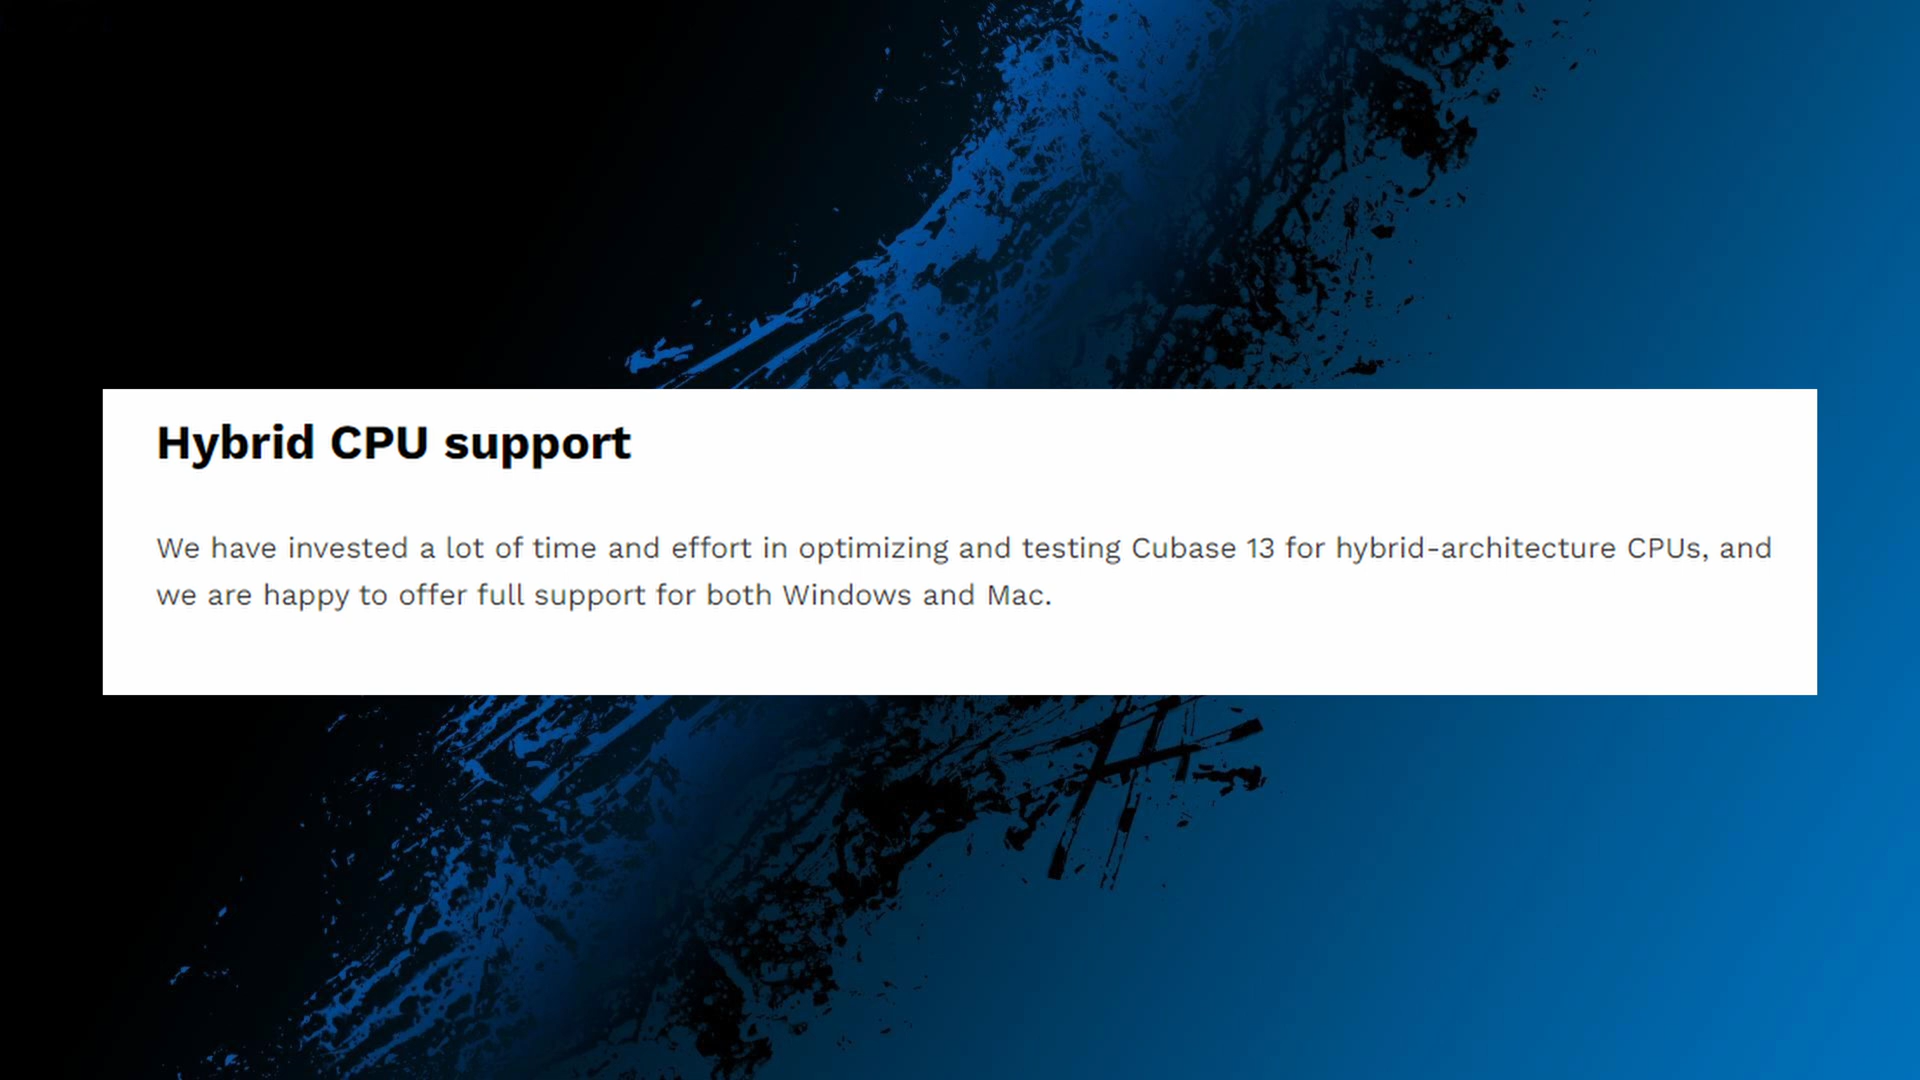 Hybrid CPU support
We have invested a lot of time and effort in optimizing and testing Cubase 13 for hybrid-architecture CPUs, and
we are happy to offer full support for both Windows and Mac.